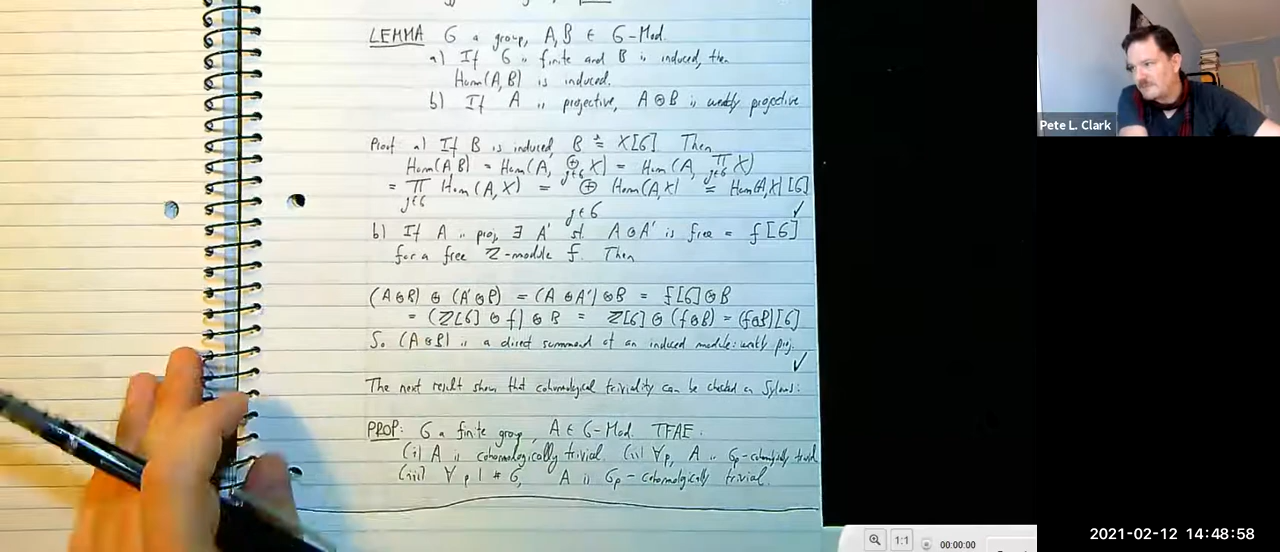 LEMMA G a group, A, B ∈ G-Mod.
a) If G is finite and B is induced, then
Hom(A, B) is induced.
b) If A is projective, A ⊗ B is weakly projective
Proof a) If B is induced, B ≅ X[G]. Then
Hom(A, B) = Hom(A, ⊕ X) = Hom(A, ∏ X)
g∈G g∈G
= ∏ Hom(A, X) = ⊕ Hom(A, X) = Hom(A, X)[G]
g∈G g∈G ✓
b) If A is proj, ∃ A' st. A ⊕ A' is free = f[G]
for a free Z-module f. Then
(A⊗B) ⊕ (A'⊗B) = (A ⊕ A') ⊗ B = f[G] ⊗ B
= (Z[G] ⊗ f) ⊗ B = Z[G] ⊗ (f⊗B) = (f⊗B)[G]
So (A⊗B) is a direct summand of an induced module: weakly proj.
✓
The next result shows that cohomological triviality can be checked on Sylows:
PROP: G a finite group, A ∈ G-Mod. TFAE:
(i) A is cohomologically trivial. (ii) ∀p, A is Gp-cohomologically trivial
(iii) ∀ p | #G, A is Gp-cohomologically trivial.
Pete L. Clark
1:1
00:00:00
2021-02-12 14:48:58